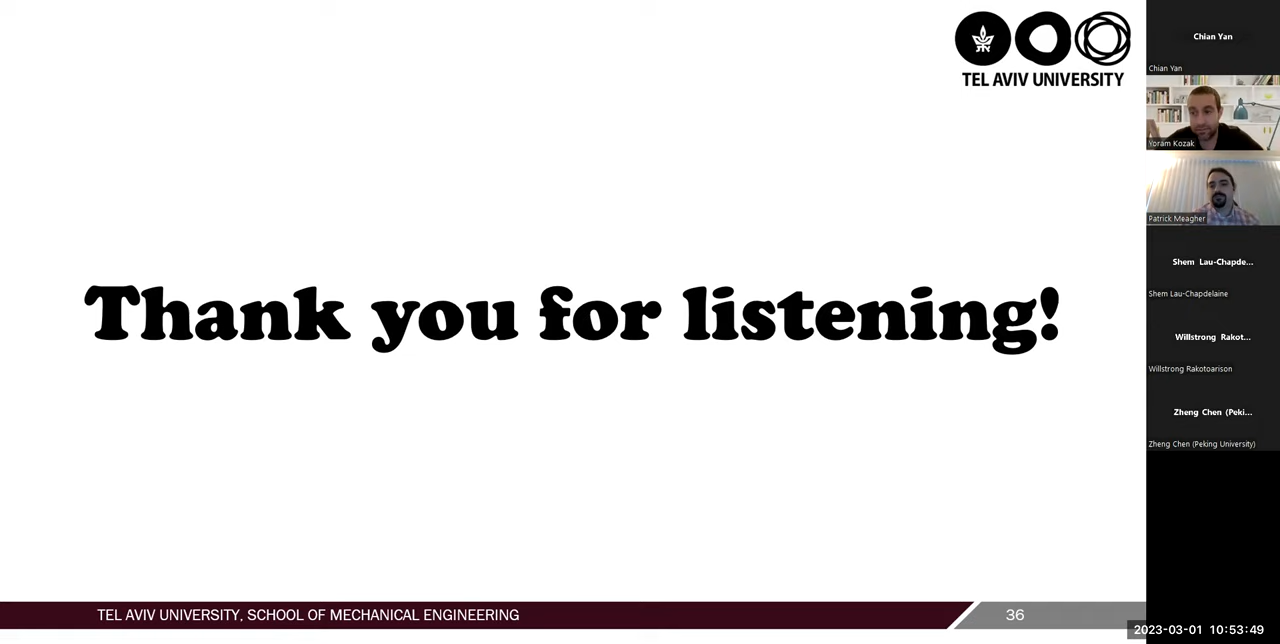 TEL AVIV UNIVERSITY
Thank you for listening!
TEL AVIV UNIVERSITY, SCHOOL OF MECHANICAL ENGINEERING
36
Chian Yan
Chian Yan
Yoram Kozak
Patrick Meagher
Shem Lau-Chapde...
Shem Lau-Chapdelaine
Willstrong Rakot...
Willstrong Rakotoarison
Zheng Chen (Peki...
Zheng Chen (Peking University)
2023-03-01 10:53:49